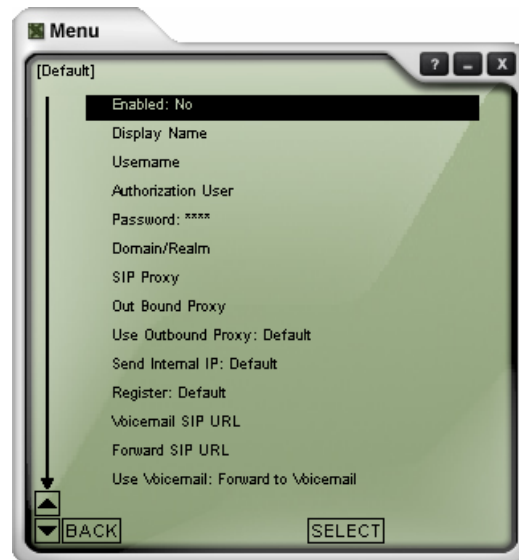 Menu
? – X
[Default]
Enabled: No
Display Name
Username
Authorization User
Password: ****
Domain/Realm
SIP Proxy
Out Bound Proxy
Use Outbound Proxy: Default
Send Internal IP: Default
Register: Default
Voicemail SIP URL
Forward SIP URL
Use Voicemail: Forward to Voicemail
BACK SELECT